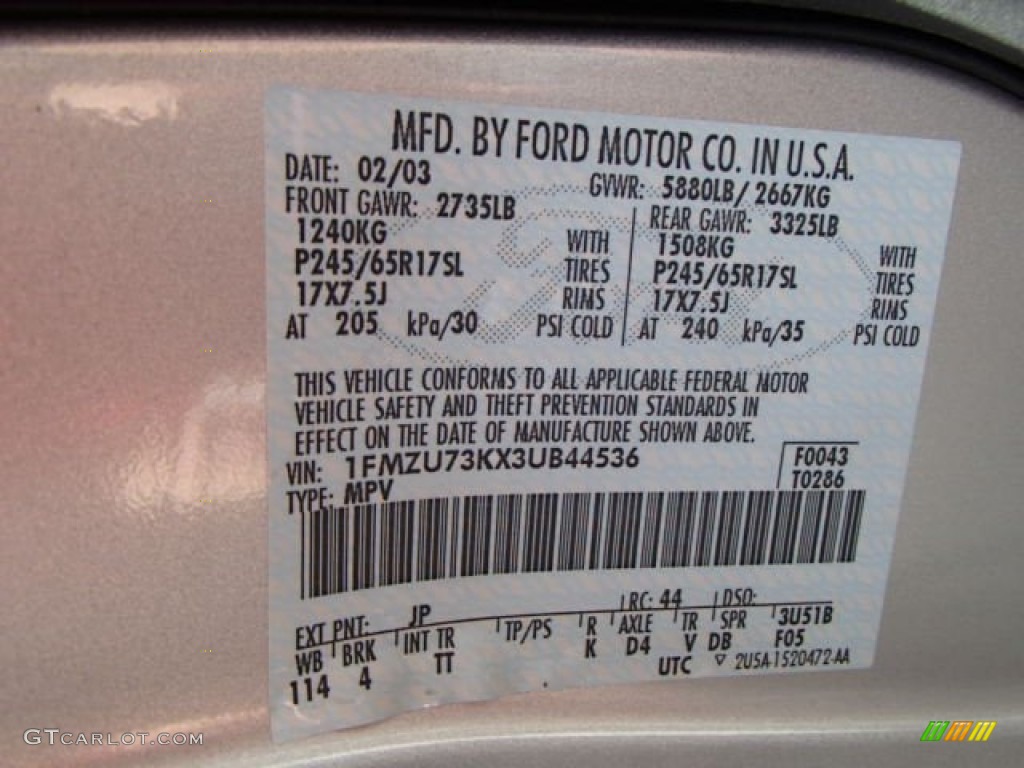 MFD. BY FORD MOTOR CO. IN U.S.A.
DATE: 02/03 GVWR: 5880LB/ 2667KG
FRONT GAWR: 2735LB REAR GAWR: 3325LB
1240KG WITH 1508KG WITH
P245/65R17SL TIRES P245/65R17SL TIRES
17X7.5J RIMS 17X7.5J RIMS
AT 205 kPa/30 PSI COLD AT 240 kPa/35 PSI COLD
THIS VEHICLE CONFORMS TO ALL APPLICABLE FEDERAL MOTOR
VEHICLE SAFETY AND THEFT PREVENTION STANDARDS IN
EFFECT ON THE DATE OF MANUFACTURE SHOWN ABOVE.
VIN: 1FMZU73KX3UB44536 F0043
TYPE: MPV T0286
EXT PNT: JP RC: 44 DSO:
WB BRK INT TR TP/PS R AXLE TR SPR 3U51B
114 4 TT K D4 V DB F05
UTC ▽ 2U5A-1520472-AA
GTCARLOT.COM